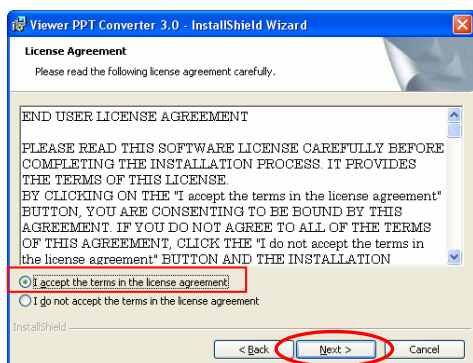 Viewer PPT Converter 3.0 - InstallShield Wizard
License Agreement
Please read the following license agreement carefully.
END USER LICENSE AGREEMENT
PLEASE READ THIS SOFTWARE LICENSE CAREFULLY BEFORE
COMPLETING THE INSTALLATION PROCESS. IT PROVIDES
THE TERMS OF THIS LICENSE.
BY CLICKING ON THE "I accept the terms in the license agreement"
BUTTON, YOU ARE CONSENTING TO BE BOUND BY THIS
AGREEMENT. IF YOU DO NOT AGREE TO ALL OF THE TERMS
OF THIS AGREEMENT, CLICK THE "I do not accept the terms in
the license agreement" BUTTON AND THE INSTALLATION
I accept the terms in the license agreement
I do not accept the terms in the license agreement
InstallShield
< Back Next > Cancel